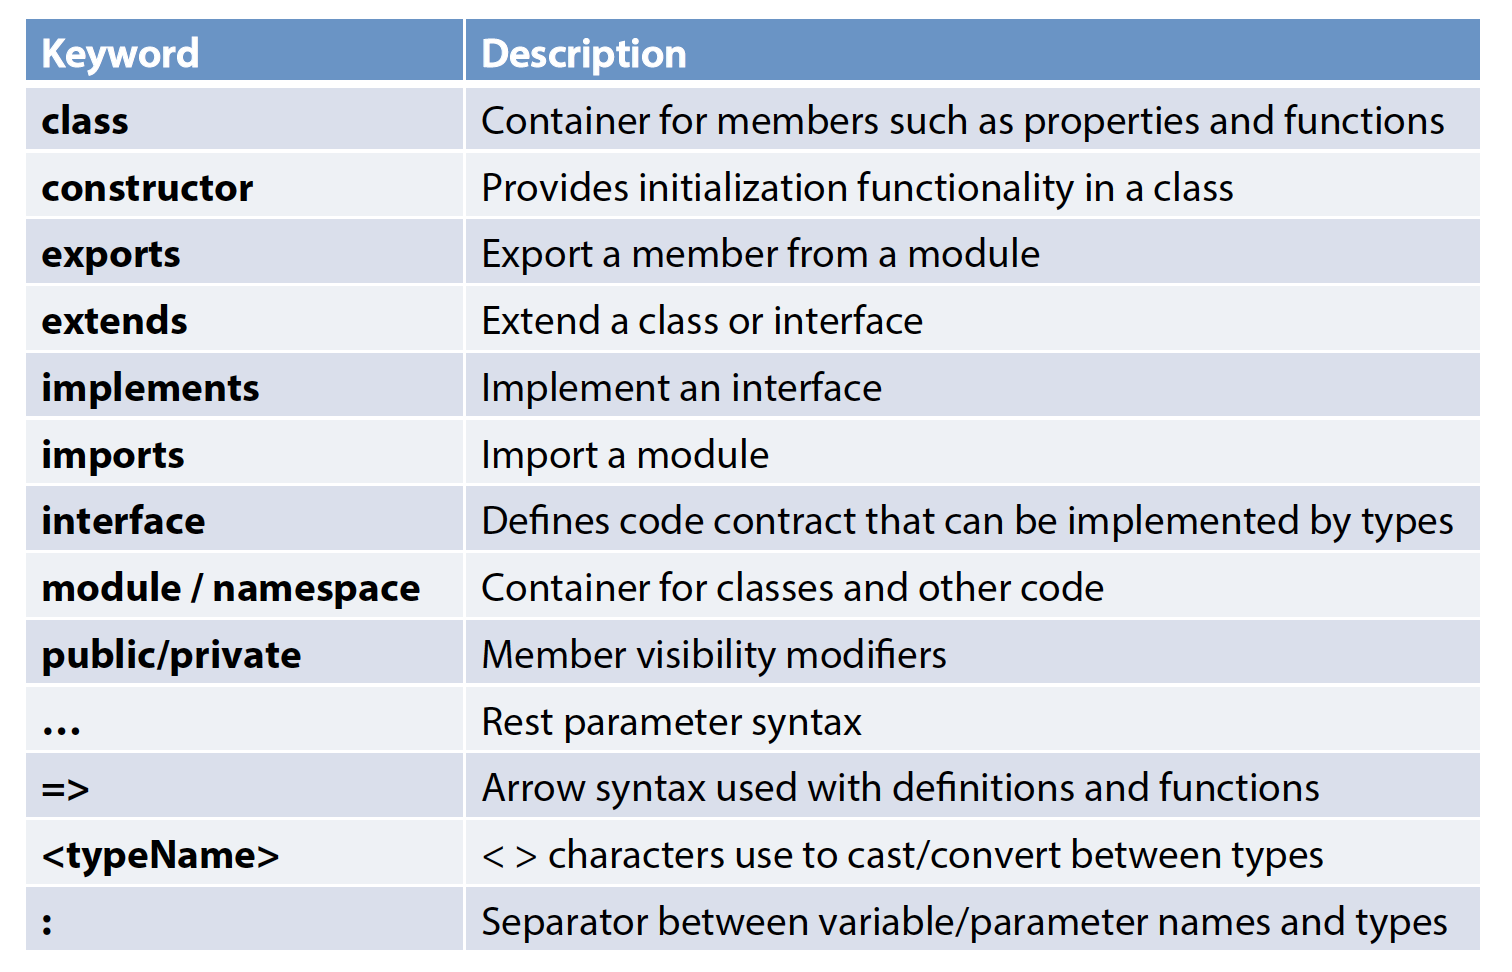 Keyword Description
class Container for members such as properties and functions
constructor Provides initialization functionality in a class
exports Export a member from a module
extends Extend a class or interface
implements Implement an interface
imports Import a module
interface Defines code contract that can be implemented by types
module / namespace Container for classes and other code
public/private Member visibility modifiers
... Rest parameter syntax
=> Arrow syntax used with definitions and functions
<typeName> < > characters use to cast/convert between types
: Separator between variable/parameter names and types